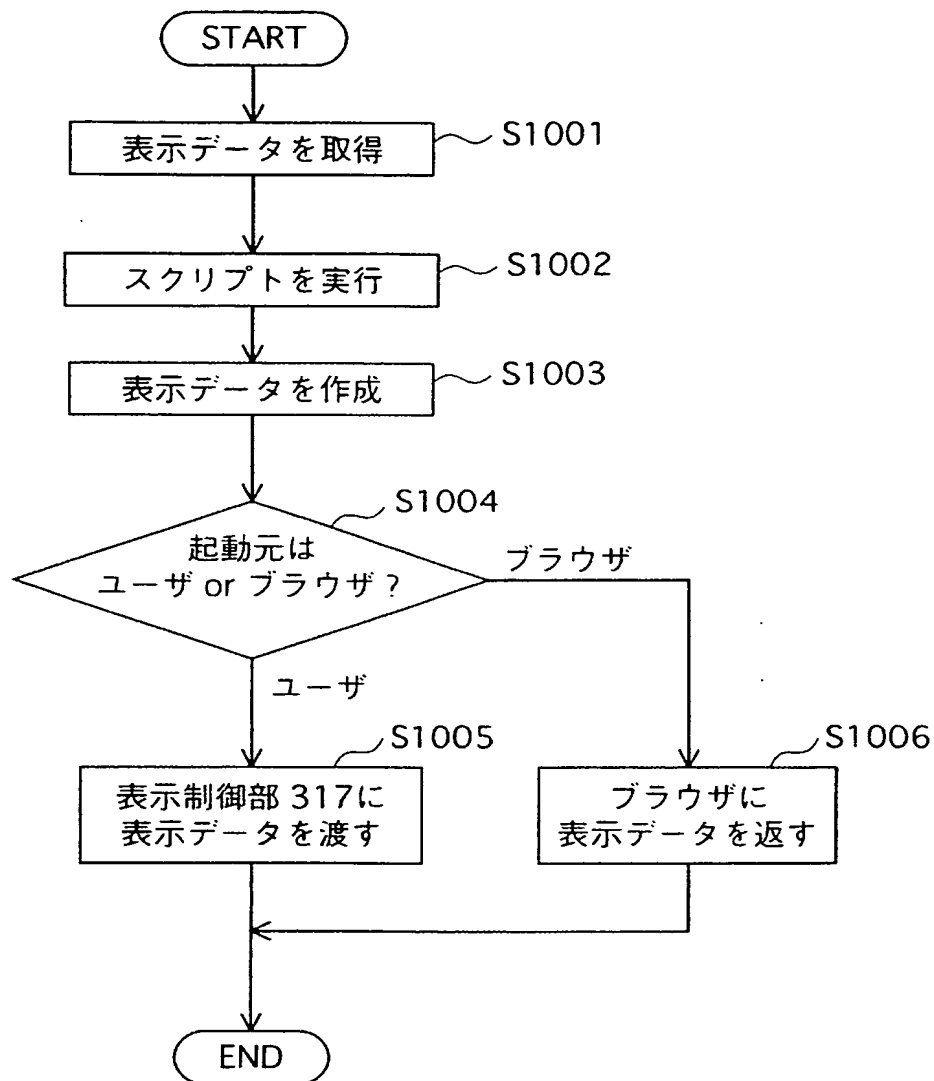 START
表示データを取得
S1001
スクリプトを実行
S1002
表示データを作成
S1003
S1004
起動元は
ユーザ or ブラウザ?
ブラウザ
ユーザ
S1005
表示制御部 317に
表示データを渡す
S1006
ブラウザに
表示データを返す
END